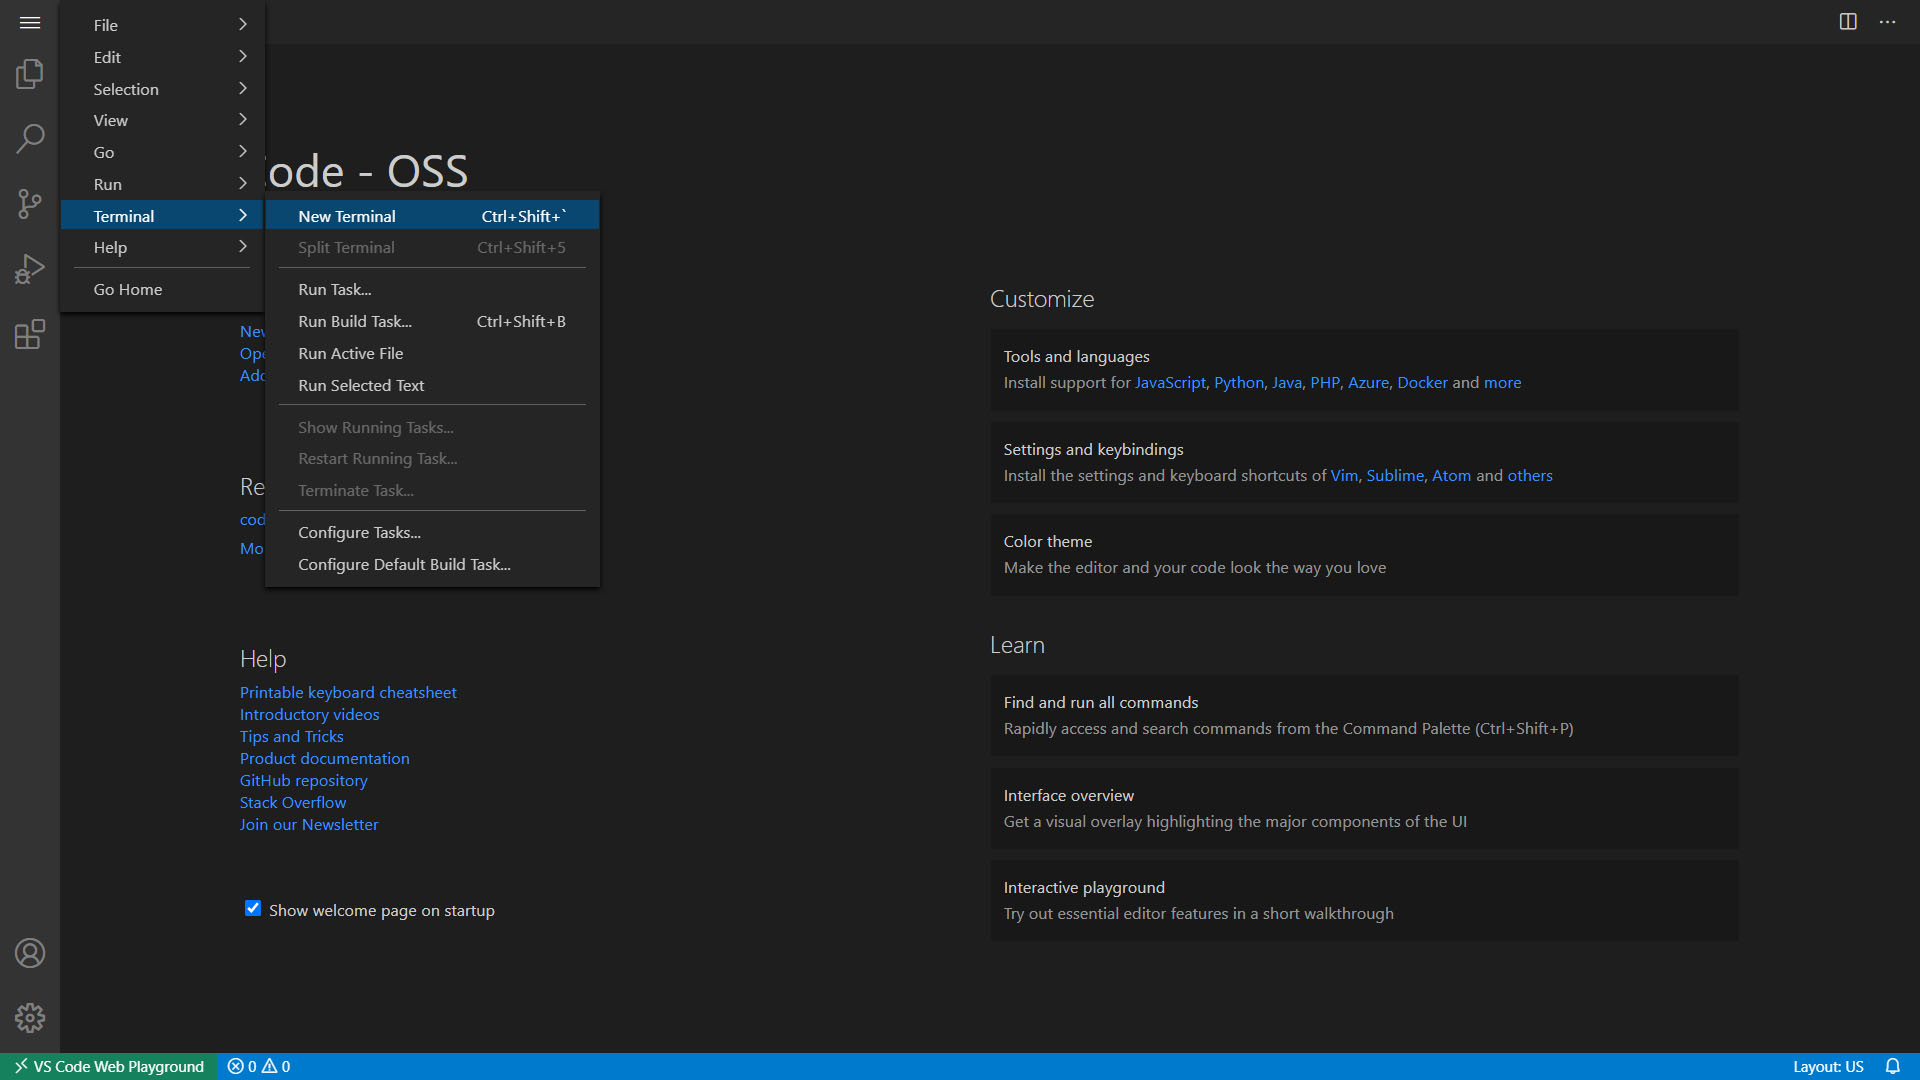 File
Edit
Selection
View
Go
Run
Terminal
Help
Go Home
ode - OSS
New Terminal Ctrl+Shift+`
Split Terminal Ctrl+Shift+5
Run Task...
Run Build Task... Ctrl+Shift+B
Run Active File
Run Selected Text
Show Running Tasks...
Restart Running Task...
Terminate Task...
Configure Tasks...
Configure Default Build Task...
Help
Printable keyboard cheatsheet
Introductory videos
Tips and Tricks
Product documentation
GitHub repository
Stack Overflow
Join our Newsletter
Show welcome page on startup
Customize
Tools and languages
Install support for JavaScript, Python, Java, PHP, Azure, Docker and more
Settings and keybindings
Install the settings and keyboard shortcuts of Vim, Sublime, Atom and others
Color theme
Make the editor and your code look the way you love
Learn
Find and run all commands
Rapidly access and search commands from the Command Palette (Ctrl+Shift+P)
Interface overview
Get a visual overlay highlighting the major components of the UI
Interactive playground
Try out essential editor features in a short walkthrough
VS Code Web Playground 0 0
Layout: US